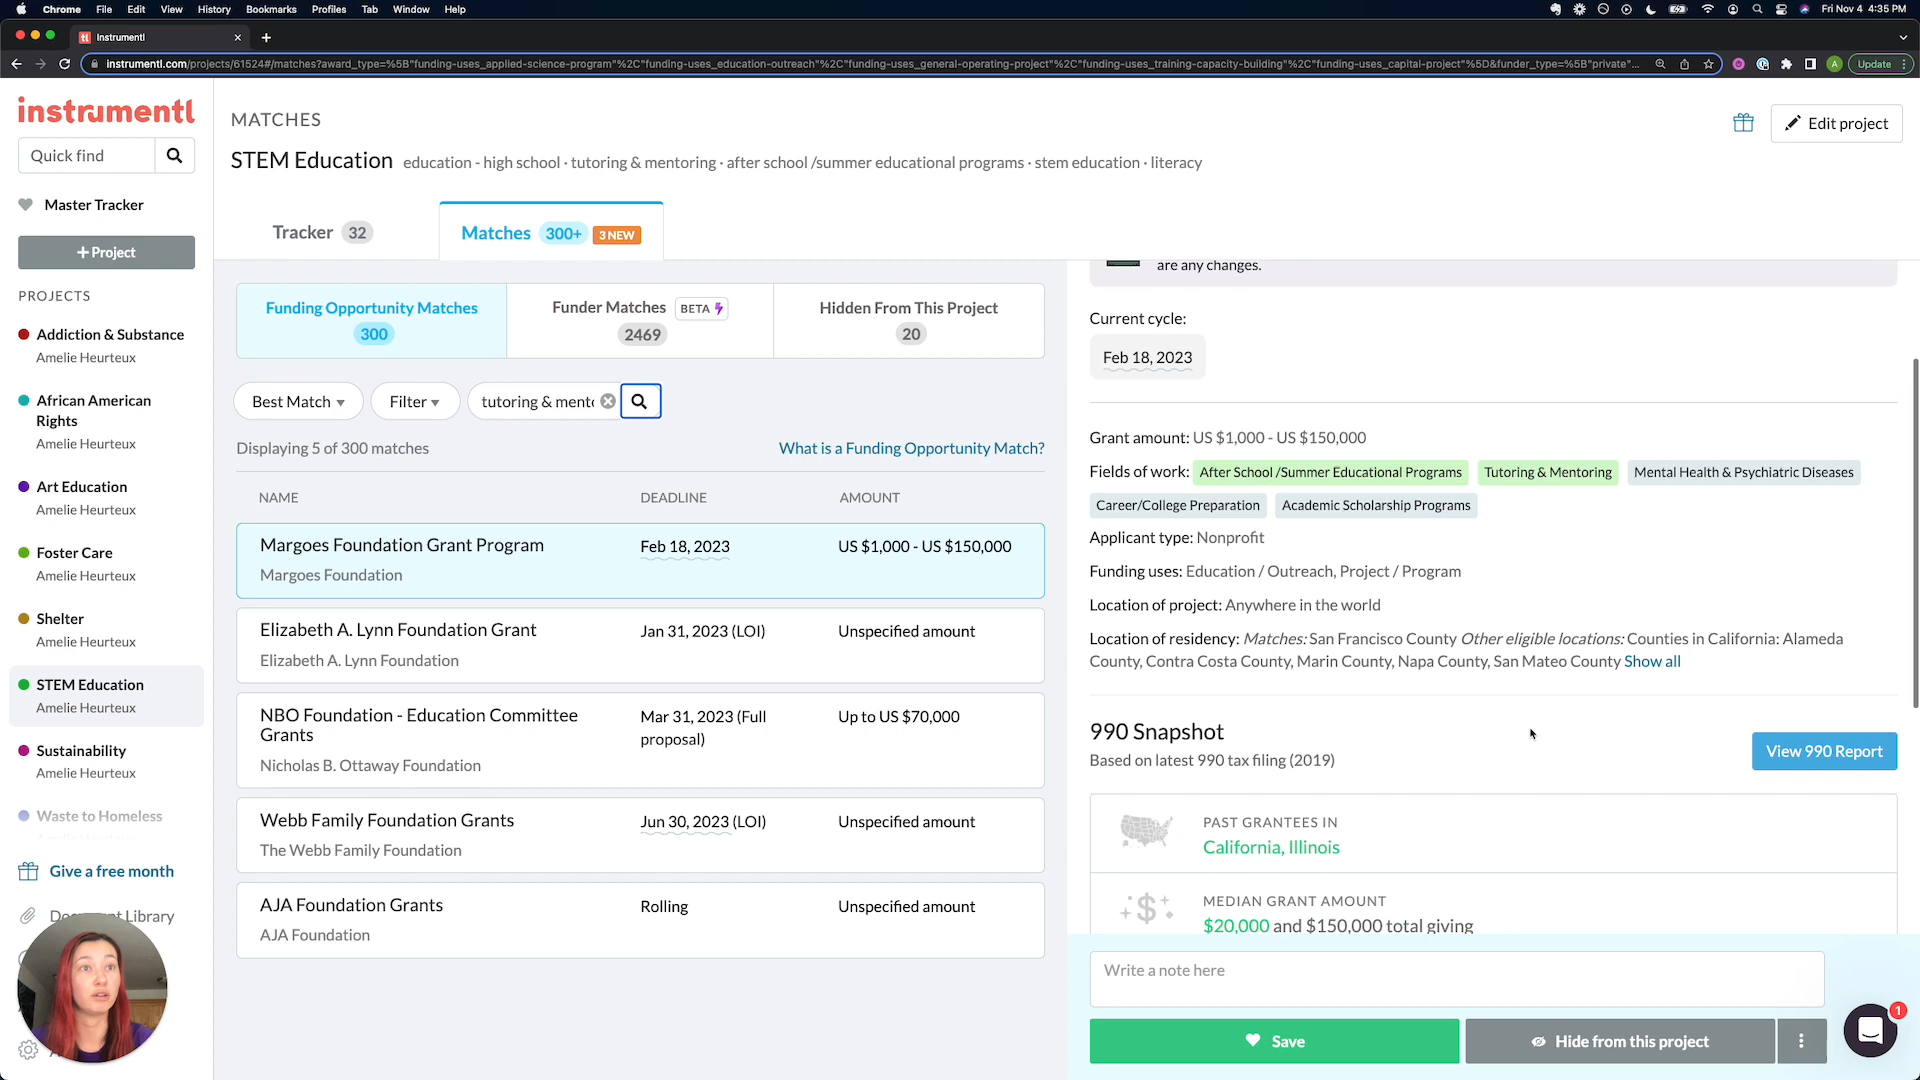 Chrome File Edit View History Bookmarks Profiles Tab Window Help
Fri Nov 4 4:35 PM
Instrumentl
instrumentl.com/projects/61524#/matches?award_type=%5B"funding-uses_applied-science-program"%2C"funding-uses_education-outreach"%2C"funding-uses_general-operating-project"%2C"funding-uses_training-capacity-building"%2C"funding-uses_capital-project"%5D&funder_type=%5B"private"...
A
Update
instrumentl
Quick find
Master Tracker
+ Project
PROJECTS
Addiction & Substance
Amelie Heurteux
African American
Rights
Amelie Heurteux
Art Education
Amelie Heurteux
Foster Care
Amelie Heurteux
Shelter
Amelie Heurteux
STEM Education
Amelie Heurteux
Sustainability
Amelie Heurteux
Waste to Homeless
Give a free month
Library
MATCHES
Edit project
STEM Education education - high school · tutoring & mentoring · after school /summer educational programs · stem education · literacy
Tracker 32
Matches 300+ 3 NEW
Funding Opportunity Matches
300
Funder Matches BETA
2469
Hidden From This Project
20
Best Match
Filter
tutoring & mento
Displaying 5 of 300 matches
What is a Funding Opportunity Match?
NAME DEADLINE AMOUNT
Margoes Foundation Grant Program Feb 18, 2023 US $1,000 - US $150,000
Margoes Foundation
Elizabeth A. Lynn Foundation Grant Jan 31, 2023 (LOI) Unspecified amount
Elizabeth A. Lynn Foundation
NBO Foundation - Education Committee Mar 31, 2023 (Full Up to US $70,000
Grants proposal)
Nicholas B. Ottaway Foundation
Webb Family Foundation Grants Jun 30, 2023 (LOI) Unspecified amount
The Webb Family Foundation
AJA Foundation Grants Rolling Unspecified amount
AJA Foundation
are any changes.
Current cycle:
Feb 18, 2023
Grant amount: US $1,000 - US $150,000
Fields of work: After School /Summer Educational Programs Tutoring & Mentoring Mental Health & Psychiatric Diseases
Career/College Preparation Academic Scholarship Programs
Applicant type: Nonprofit
Funding uses: Education / Outreach, Project / Program
Location of project: Anywhere in the world
Location of residency: Matches: San Francisco County Other eligible locations: Counties in California: Alameda
County, Contra Costa County, Marin County, Napa County, San Mateo County Show all
990 Snapshot
Based on latest 990 tax filing (2019)
View 990 Report
PAST GRANTEES IN
California, Illinois
MEDIAN GRANT AMOUNT
$20,000 and $150,000 total giving
Write a note here
Save
Hide from this project
1